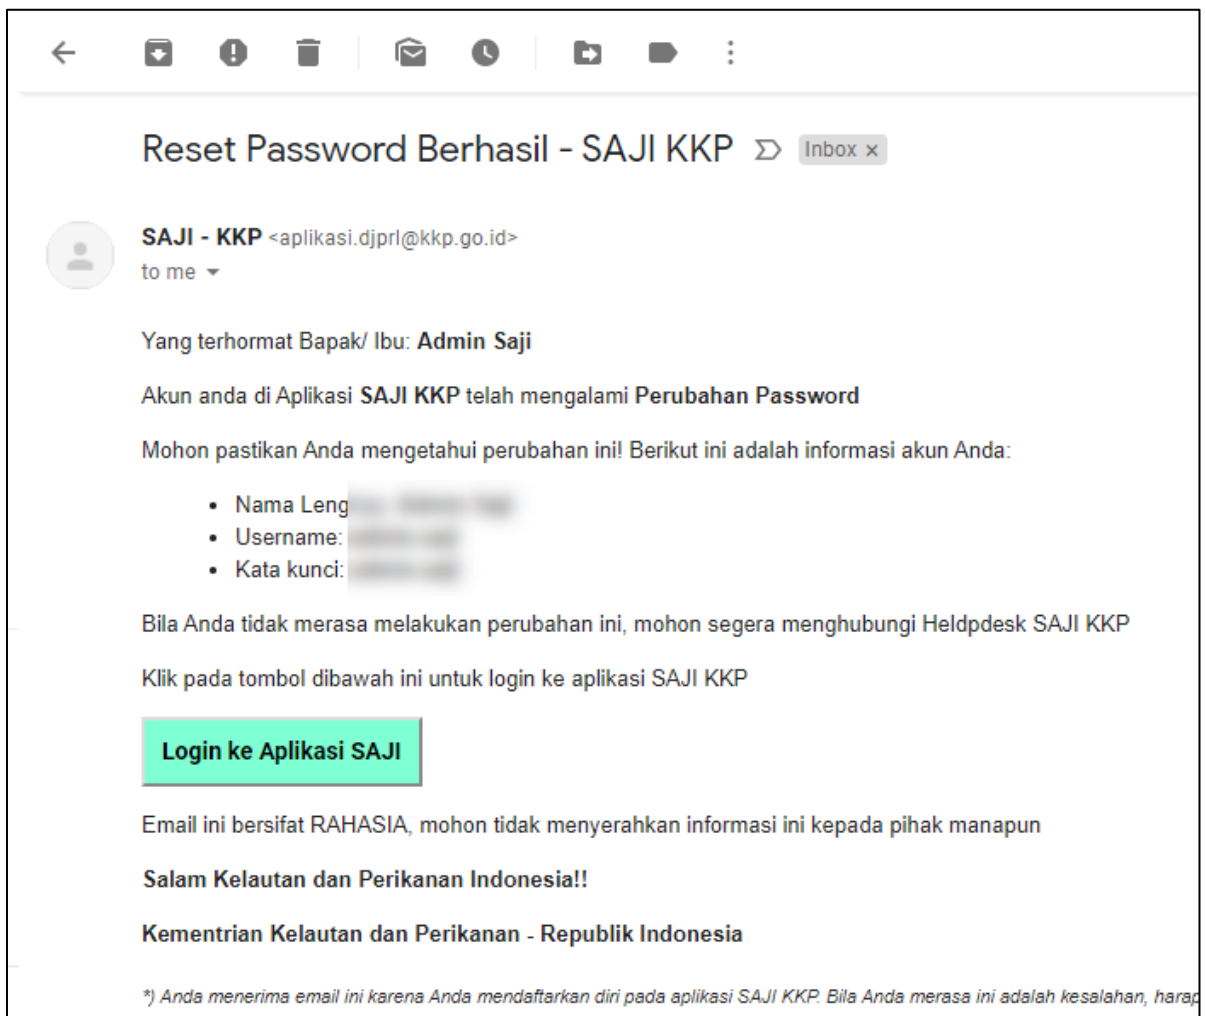 Reset Password Berhasil - SAJI KKP
Inbox x
SAJI - KKP <aplikasi.djprl@kkp.go.id>
to me
Yang terhormat Bapak/ Ibu: Admin Saji
Akun anda di Aplikasi SAJI KKP telah mengalami Perubahan Password
Mohon pastikan Anda mengetahui perubahan ini! Berikut ini adalah informasi akun Anda:
• Nama Leng
• Username:
• Kata kunci:
Bila Anda tidak merasa melakukan perubahan ini, mohon segera menghubungi Heldpdesk SAJI KKP
Klik pada tombol dibawah ini untuk login ke aplikasi SAJI KKP
Login ke Aplikasi SAJI
Email ini bersifat RAHASIA, mohon tidak menyerahkan informasi ini kepada pihak manapun
Salam Kelautan dan Perikanan Indonesia!!
Kementrian Kelautan dan Perikanan - Republik Indonesia
*) Anda menerima email ini karena Anda mendaftarkan diri pada aplikasi SAJI KKP. Bila Anda merasa ini adalah kesalahan, harap